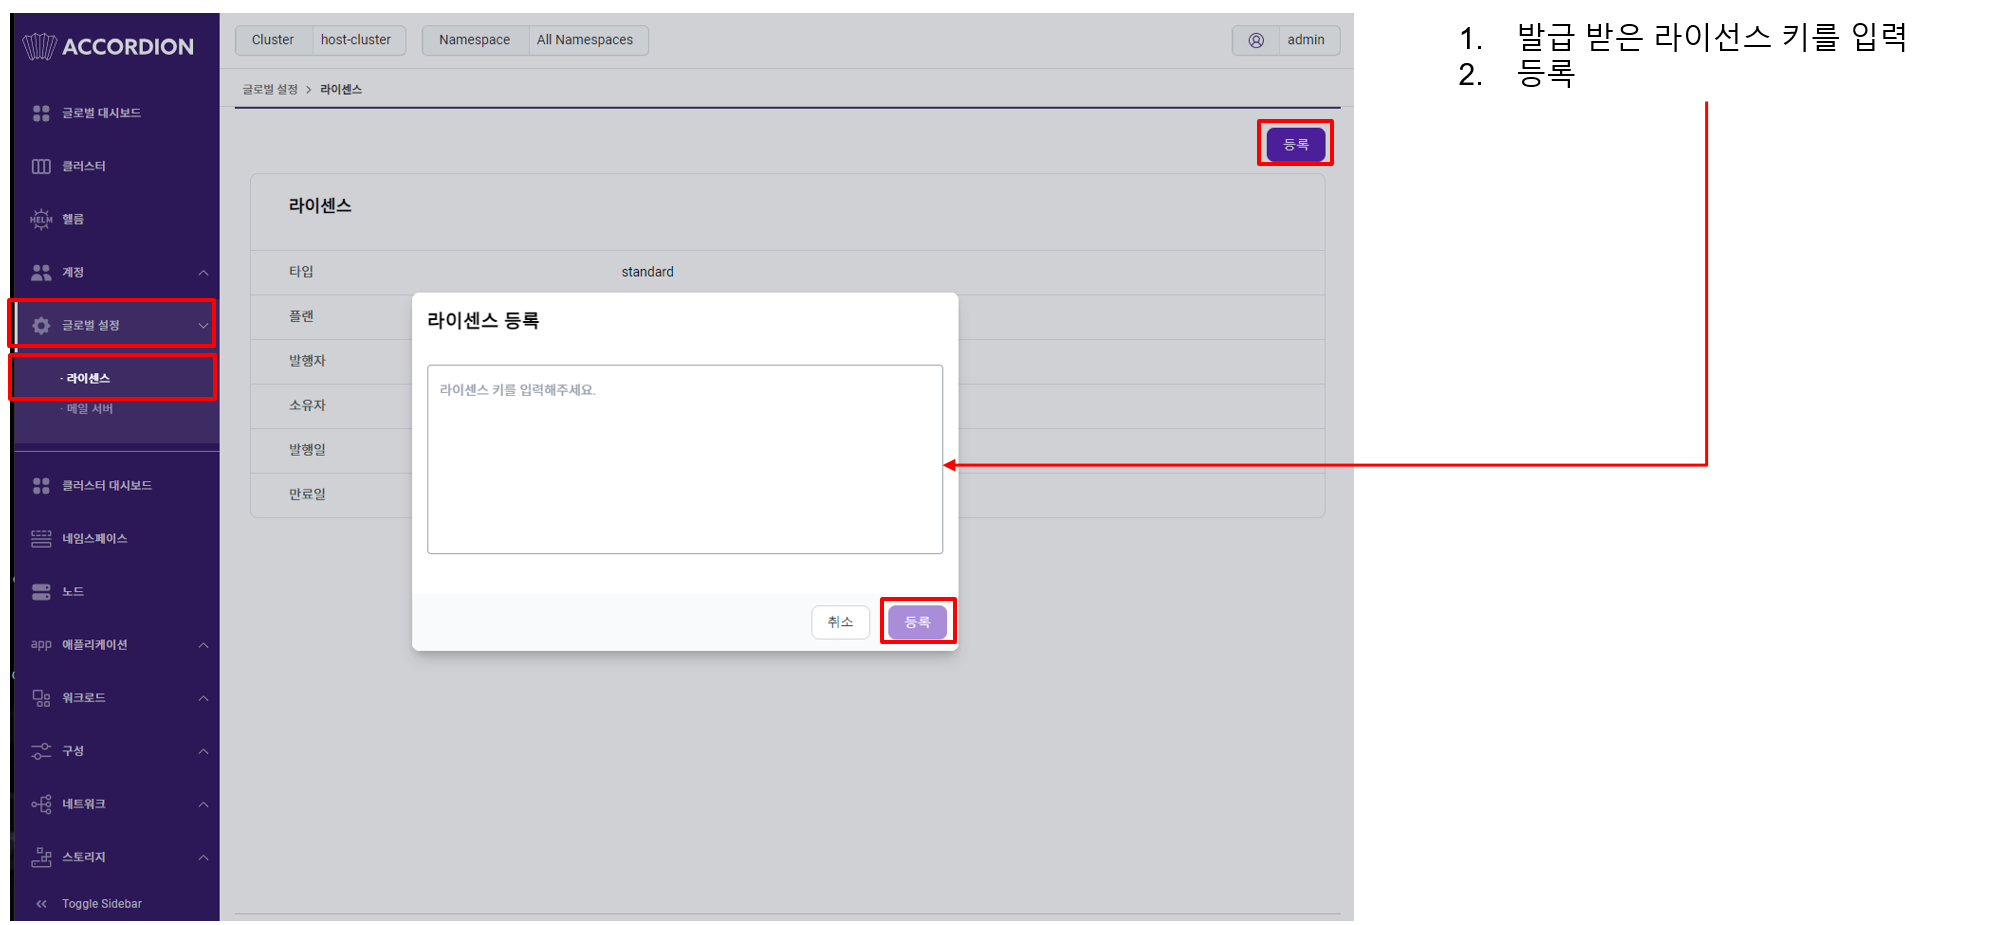 ACCORDION
글로벌 대시보드
클러스터
HELM 헬름
계정
글로벌 설정
· 라이센스
· 메일 서버
클러스터 대시보드
네임스페이스
노드
app 애플리케이션
워크로드
구성
네트워크
스토리지
« Toggle Sidebar
Cluster host-cluster Namespace All Namespaces admin
글로벌 설정 > 라이센스
등록
라이센스
타입 standard
플랜
발행자
소유자
발행일
만료일
라이센스 등록
라이센스 키를 입력해주세요.
취소 등록
1. 발급 받은 라이선스 키를 입력
2. 등록